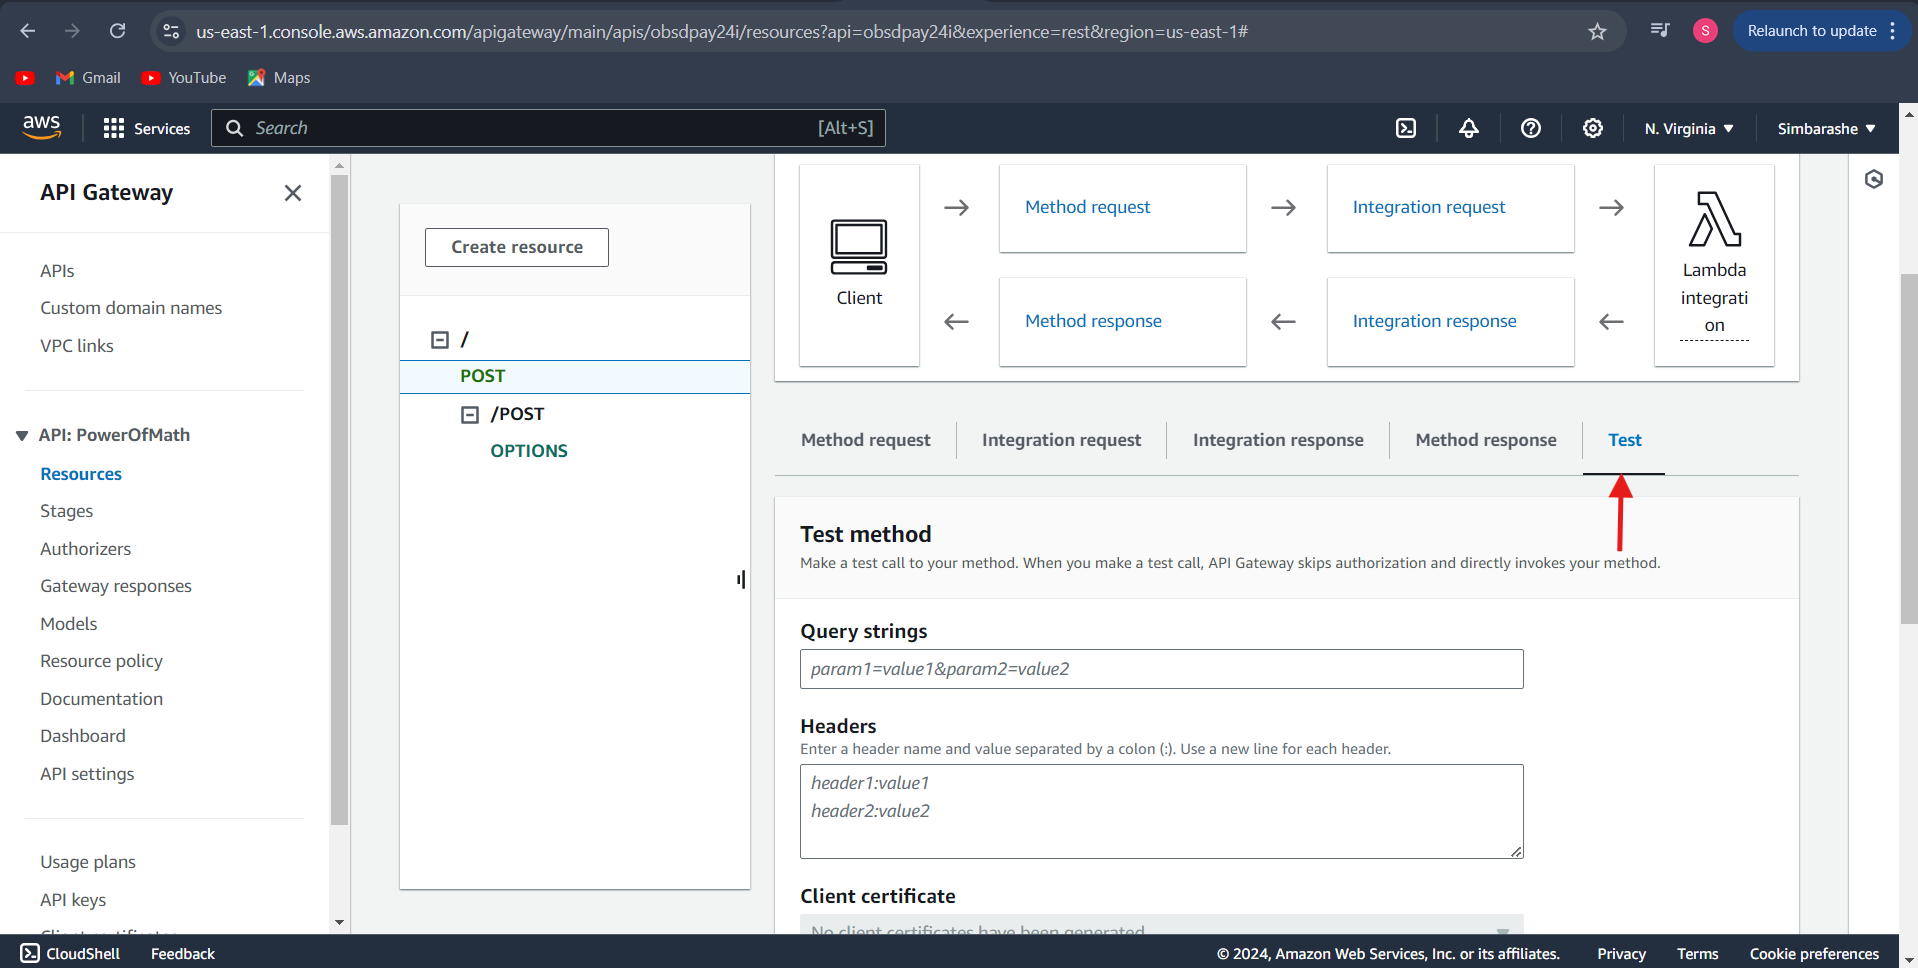 us-east-1.console.aws.amazon.com/apigateway/main/apis/obsdpay24i/resources?api=obsdpay24i&experience=rest&region=us-east-1#
S
Relaunch to update
Gmail
YouTube
Maps
aws
Services
Search
[Alt+S]
N. Virginia
Simbarashe
API Gateway
APIs
Custom domain names
VPC links
API: PowerOfMath
Resources
Stages
Authorizers
Gateway responses
Models
Resource policy
Documentation
Dashboard
API settings
Usage plans
API keys
Create resource
/
POST
/POST
OPTIONS
Client
Method request
Integration request
Lambda
integrati
on
Method response
Integration response
Method request
Integration request
Integration response
Method response
Test
Test method
Make a test call to your method. When you make a test call, API Gateway skips authorization and directly invokes your method.
Query strings
param1=value1&param2=value2
Headers
Enter a header name and value separated by a colon (:). Use a new line for each header.
header1:value1
header2:value2
Client certificate
No client certificates have been generated
CloudShell
Feedback
© 2024, Amazon Web Services, Inc. or its affiliates.
Privacy
Terms
Cookie preferences